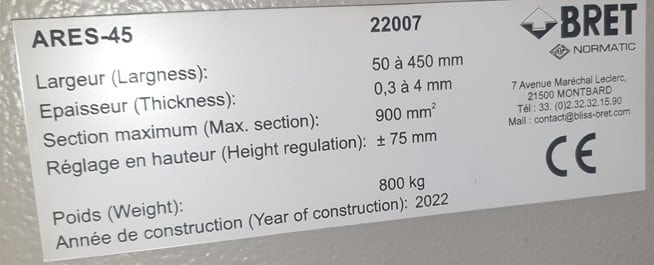 ARES-45 22007
BRET
NORMATIC
Largeur (Largness): 50 à 450 mm
Epaisseur (Thickness): 0,3 à 4 mm
Section maximum (Max. section): 900 mm²
Réglage en hauteur (Height regulation): ± 75 mm
Poids (Weight): 800 kg
Année de construction (Year of construction): 2022
7 Avenue Maréchal Leclerc,
21500 MONTBARD
Tél : 33. (0)2.32.32.15.90
Mail : contact@bliss-bret.com
CE